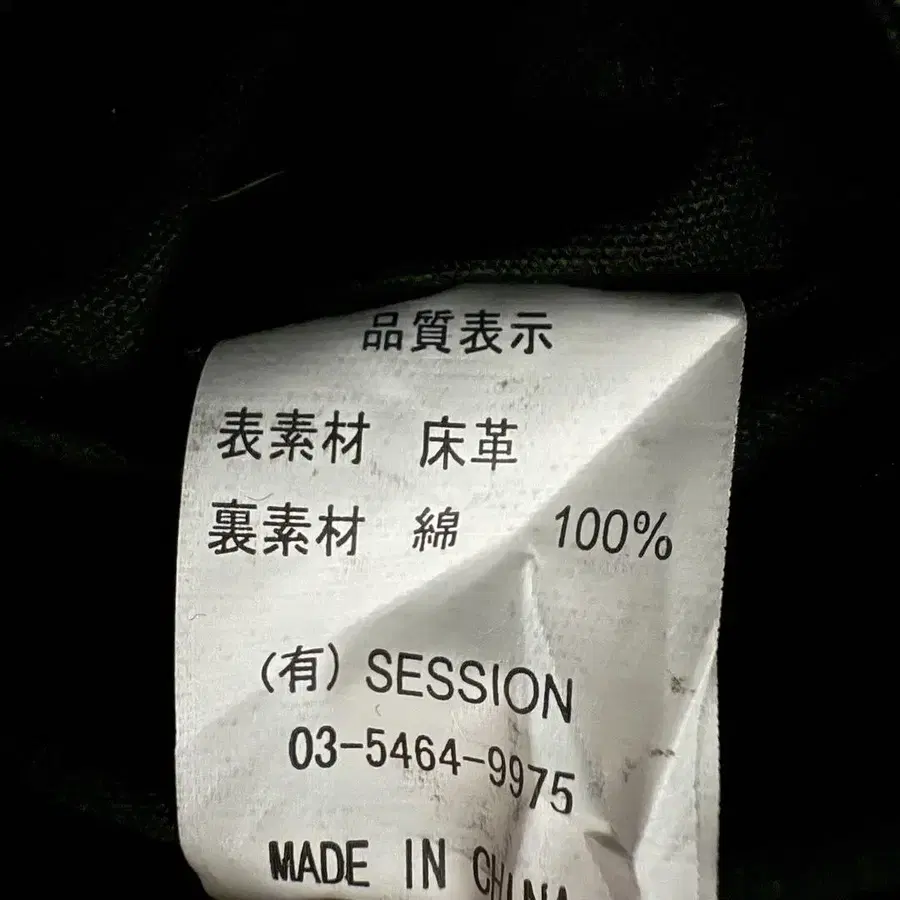 品質表示
表素材 床革
裏素材 綿 100%
(有) SESSION
03-5464-9975
MADE IN CHINA